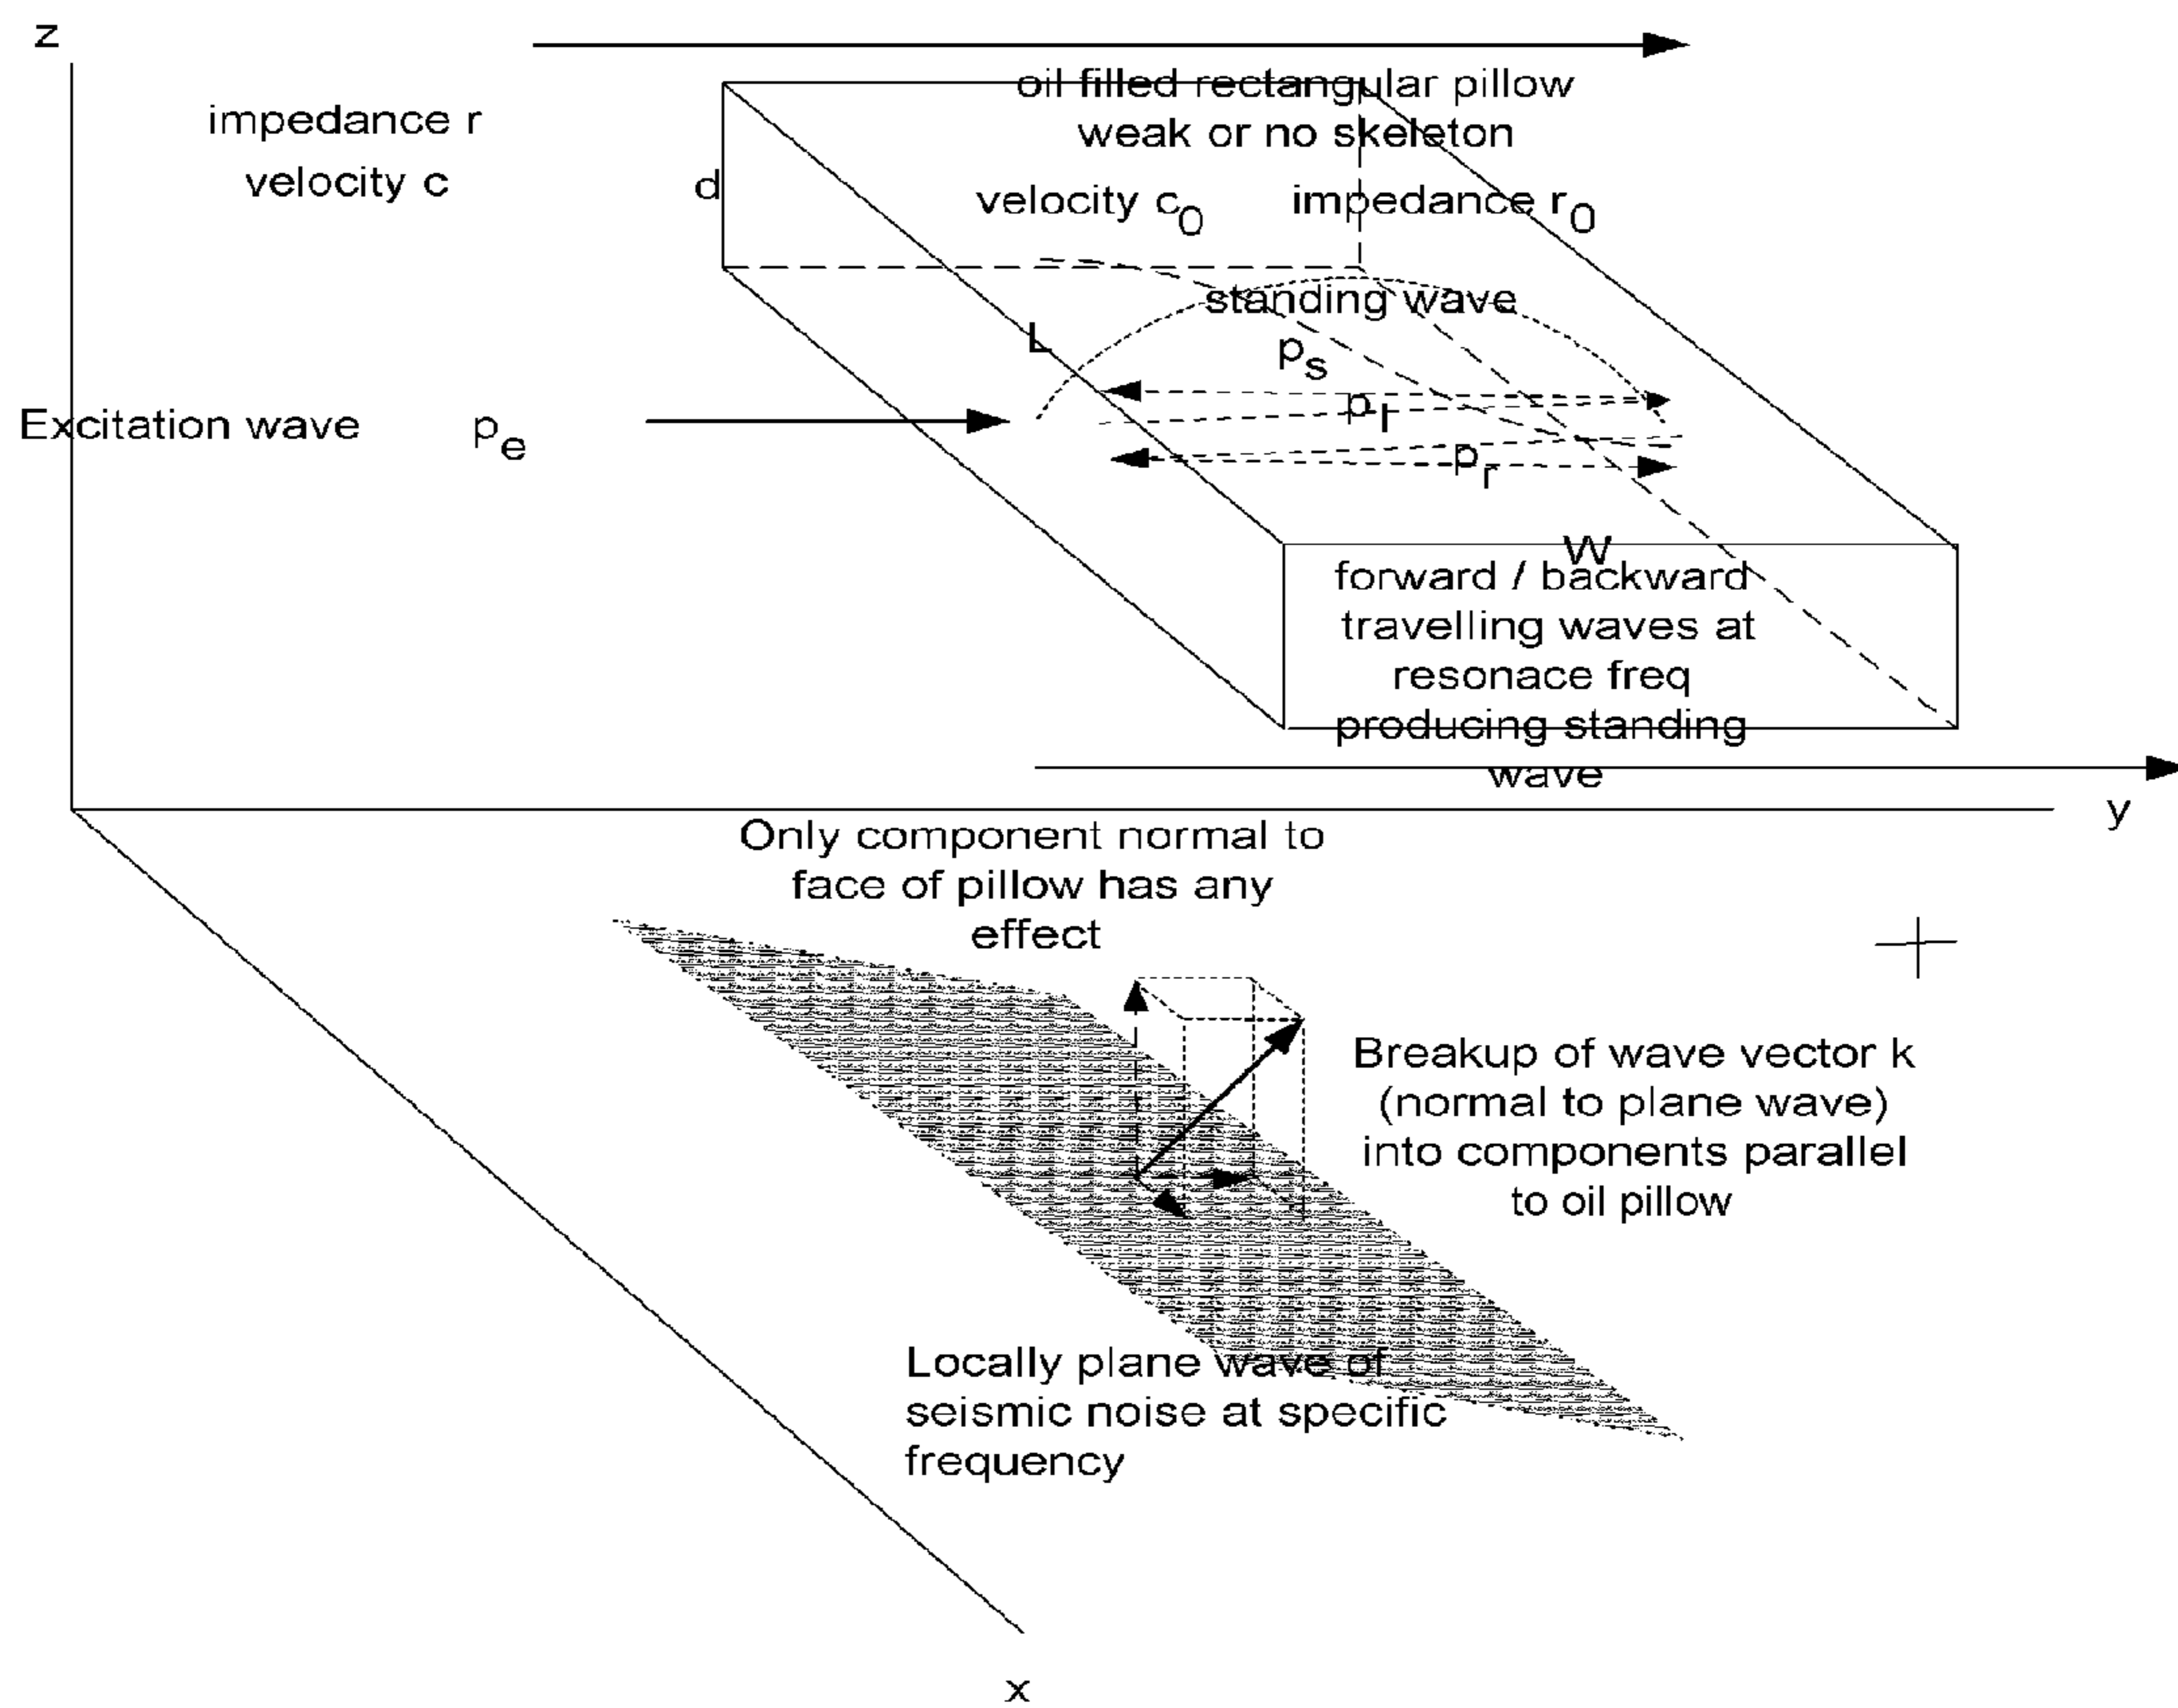 z
oil filled rectangular pillow
weak or no skeleton
impedance r
velocity c
d
velocity c0 impedance r0
standing wave
L
ps
pl
Excitation wave pe
pr
W
forward / backward
travelling waves at
resonace freq
producing standing
wave
y
Only component normal to
face of pillow has any
effect
Breakup of wave vector k
(normal to plane wave)
into components parallel
to oil pillow
Locally plane wave of
seismic noise at specific
frequency
x